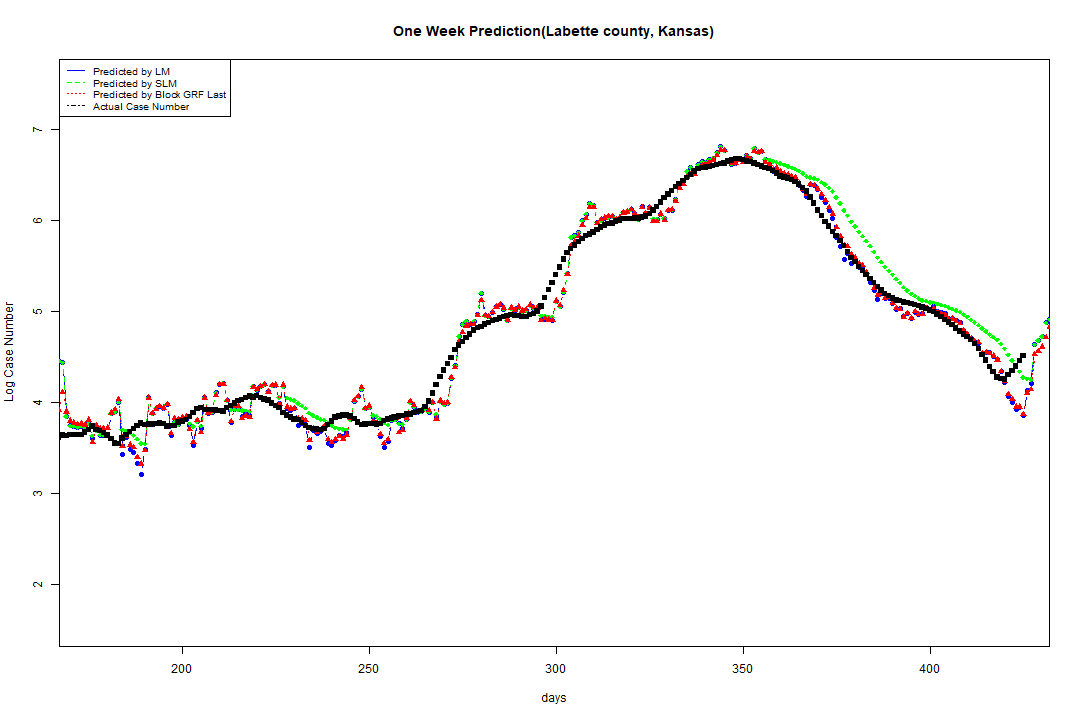 One Week Prediction(Labette county, Kansas)
Predicted by LM
Predicted by SLM
Predicted by Block GRF Last
Actual Case Number
Log Case Number
7
6
5
4
3
2
200 250 300 350 400
days